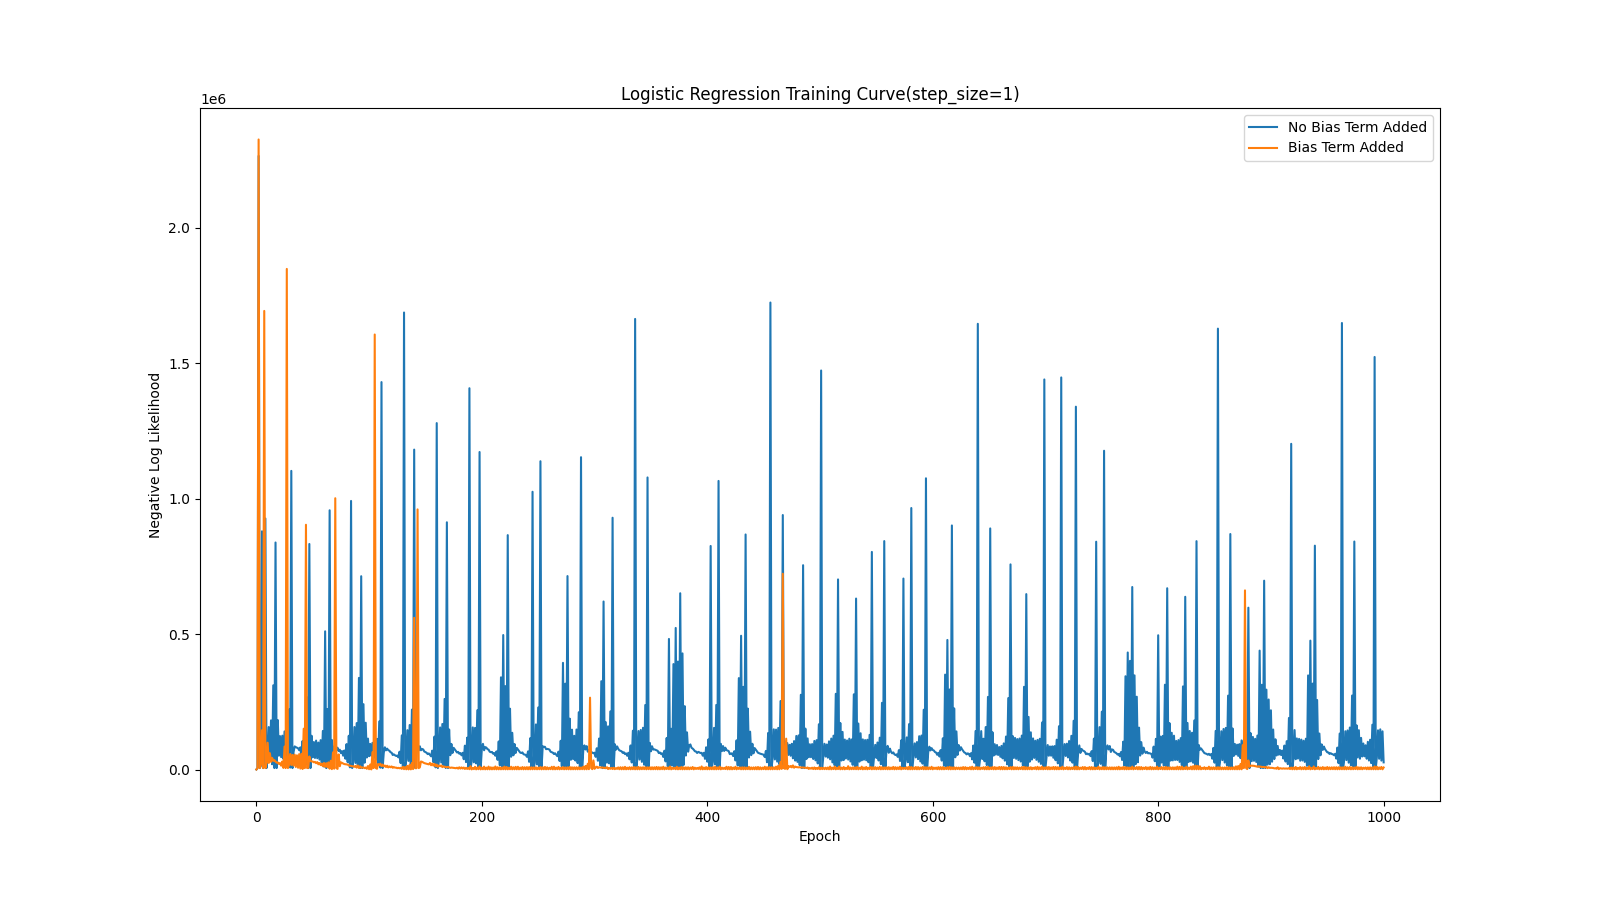 Logistic Regression Training Curve(step_size=1)
1e6
No Bias Term Added
Bias Term Added
2.0
1.5
1.0
0.5
0.0
Negative Log Likelihood
0 200 400 600 800 1000
Epoch